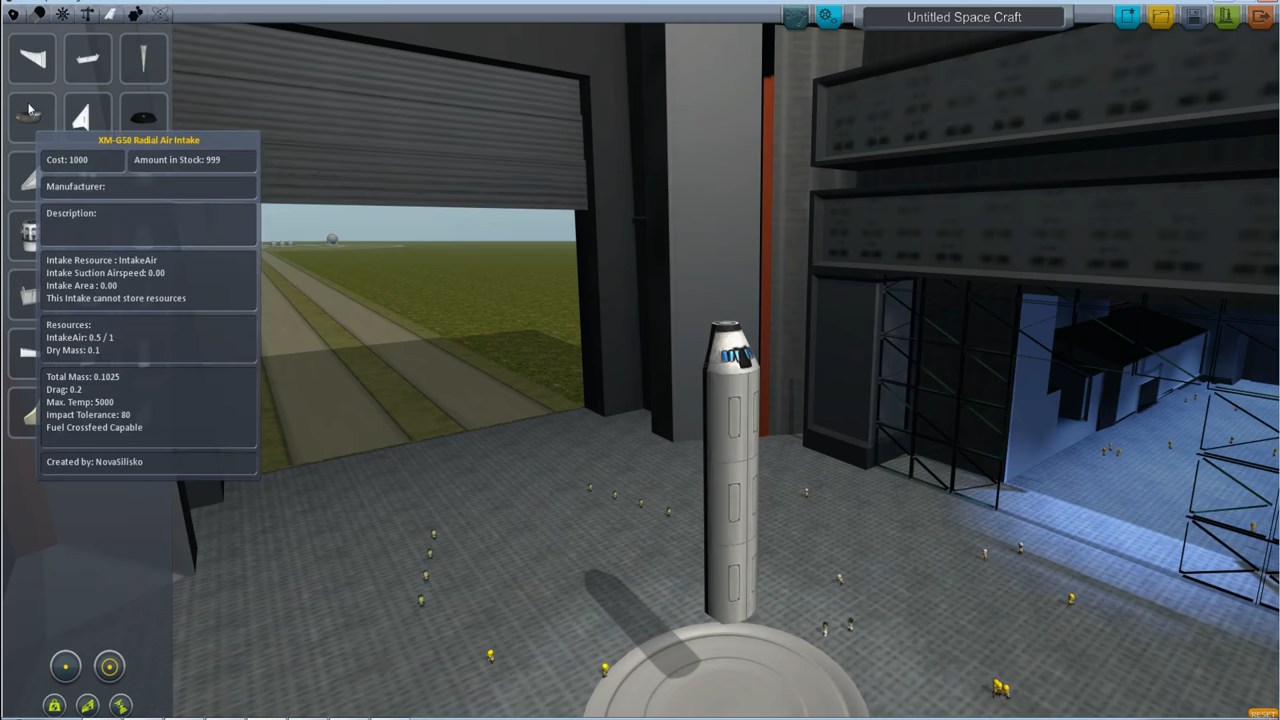 Untitled Space Craft
XM-G50 Radial Air Intake
Cost: 1000
Amount in Stock: 999
Manufacturer:
Description:
Intake Resource : IntakeAir
Intake Suction Airspeed: 0.00
Intake Area : 0.00
This Intake cannot store resources
Resources:
IntakeAir: 0.5 / 1
Dry Mass: 0.1
Total Mass: 0.1025
Drag: 0.2
Max. Temp: 5000
Impact Tolerance: 80
Fuel Crossfeed Capable
Created by: NovaSilisko
RESET